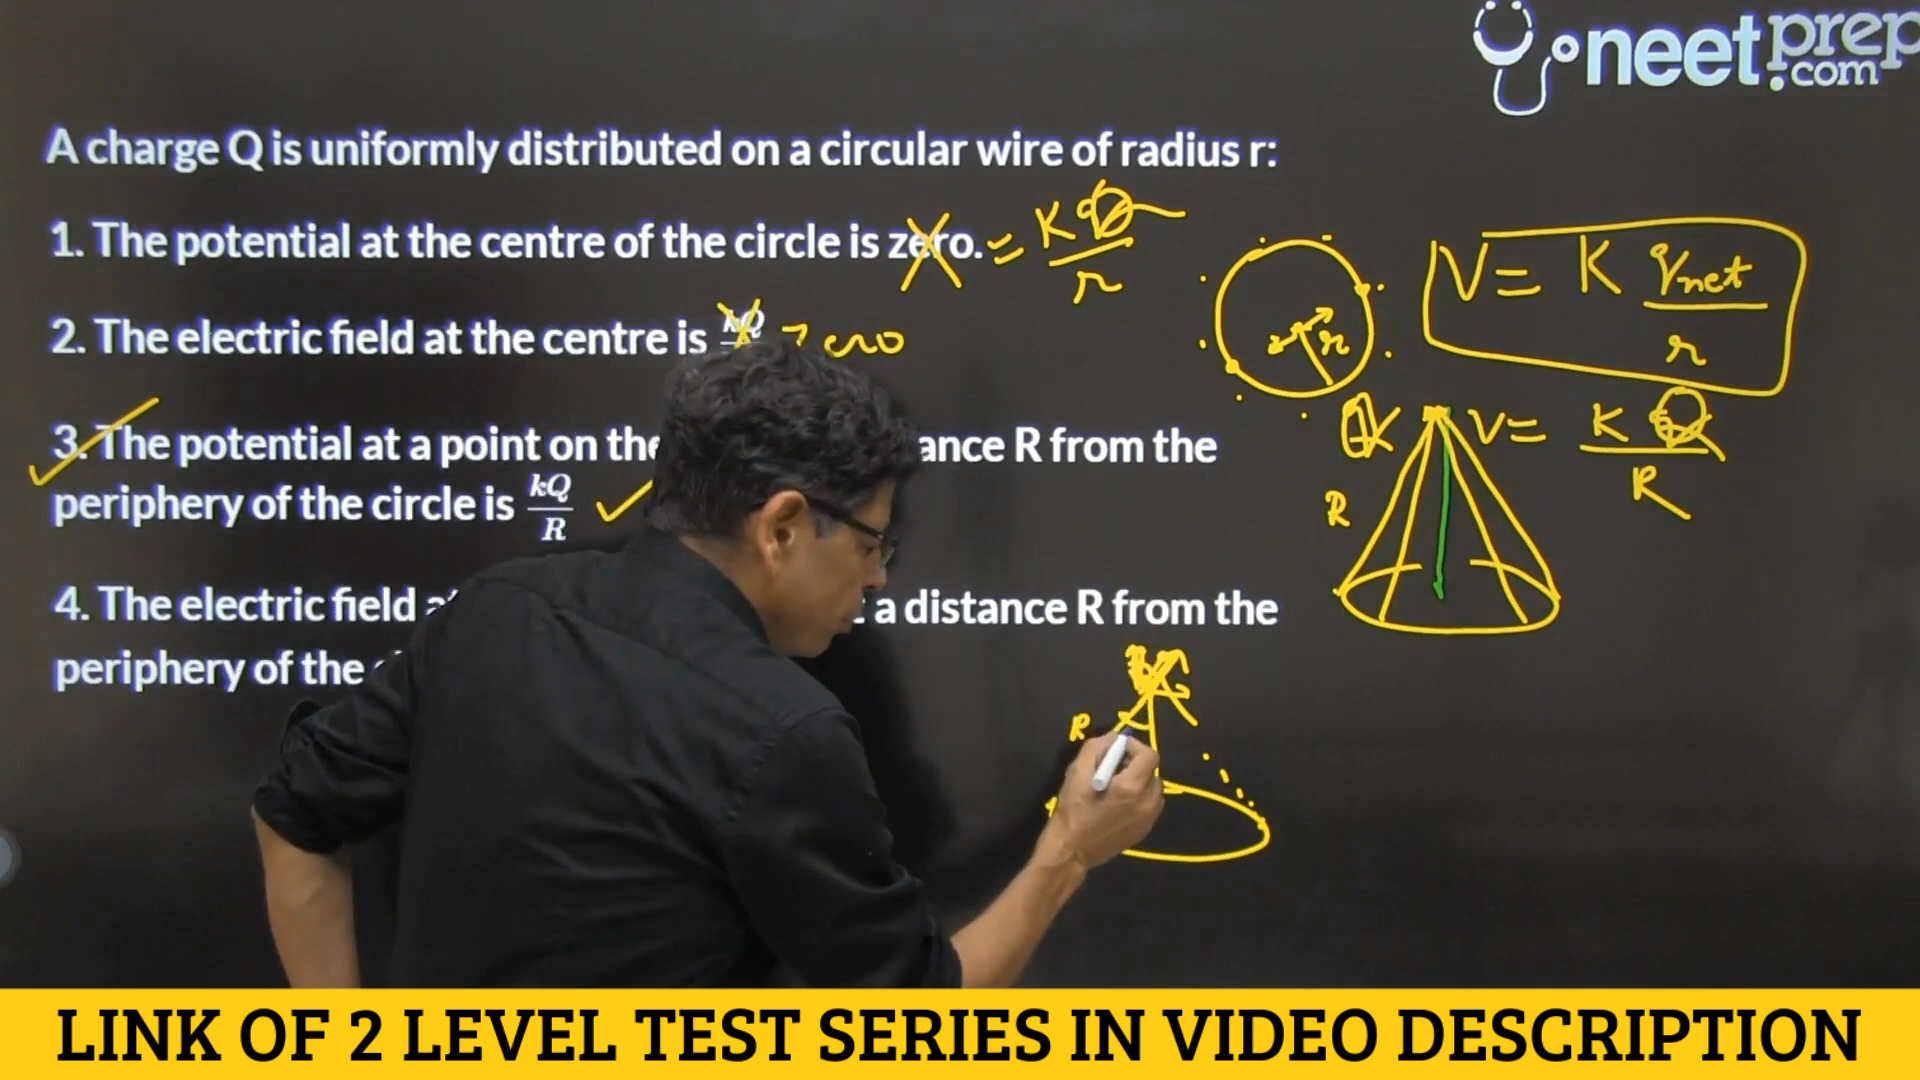 neetprep
.com
A charge Q is uniformly distributed on a circular wire of radius r:
1. The potential at the centre of the circle is zero. = KQ/r
2. The electric field at the centre is kQ zero
3. The potential at a point on the ance R from the
periphery of the circle is kQ/R
4. The electric field a distance R from the
periphery of the
r
V = K qnet/r
V = KQ/R
R
R
LINK OF 2 LEVEL TEST SERIES IN VIDEO DESCRIPTION